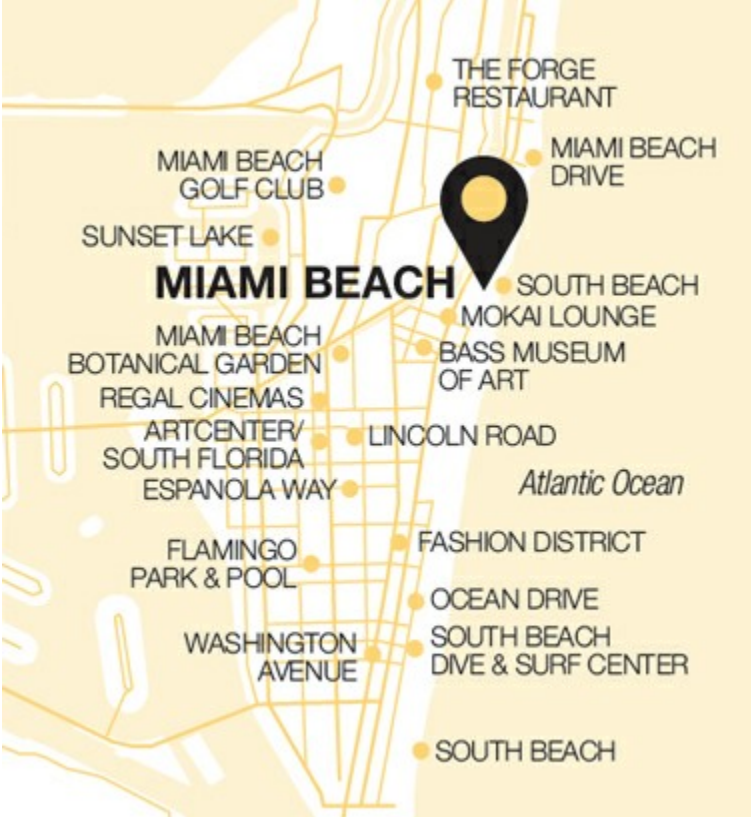 THE FORGE
RESTAURANT
MIAMI BEACH
DRIVE
MIAMI BEACH
GOLF CLUB
SUNSET LAKE
MIAMI BEACH
SOUTH BEACH
MOKAI LOUNGE
MIAMI BEACH
BOTANICAL GARDEN
BASS MUSEUM
OF ART
REGAL CINEMAS
ARTCENTER/
SOUTH FLORIDA
LINCOLN ROAD
ESPANOLA WAY
Atlantic Ocean
FASHION DISTRICT
FLAMINGO
PARK & POOL
OCEAN DRIVE
WASHINGTON
AVENUE
SOUTH BEACH
DIVE & SURF CENTER
SOUTH BEACH